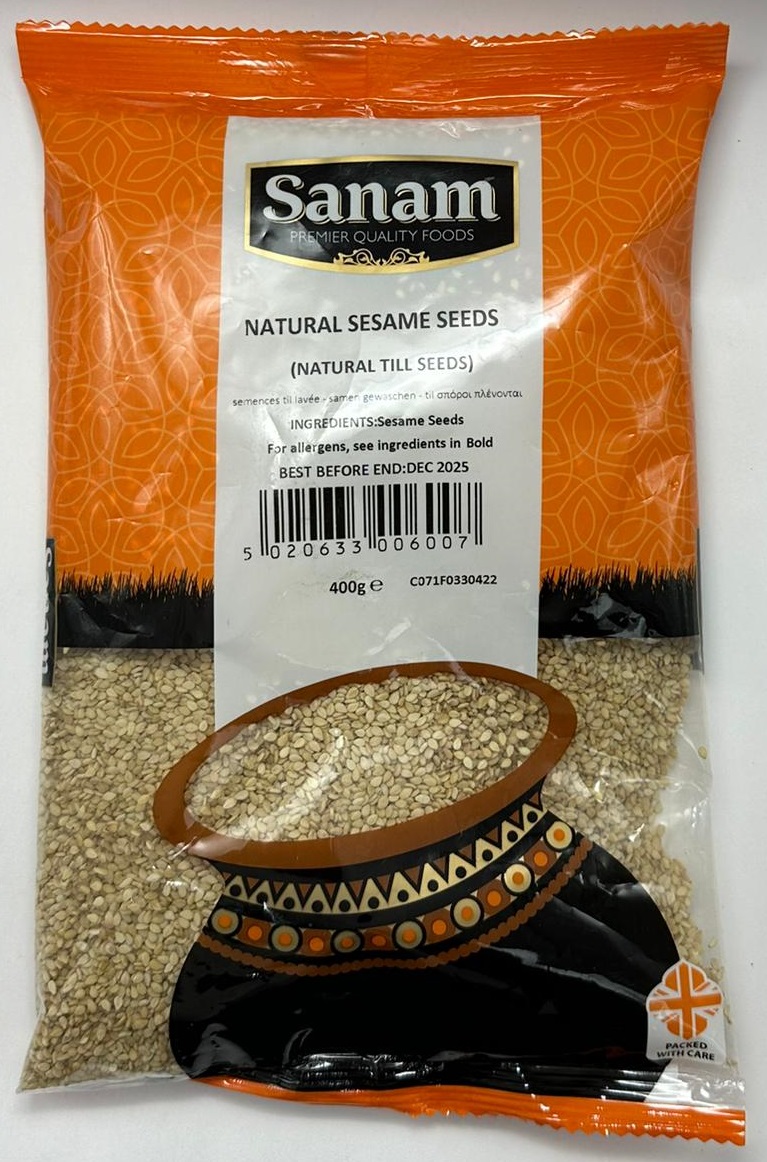 Sanam
PREMIER QUALITY FOODS
NATURAL SESAME SEEDS
(NATURAL TILL SEEDS)
semences til lavée - samen gewaschen - til σπόροι πλένονται
INGREDIENTS:Sesame Seeds
For allergens, see ingredients in Bold
BEST BEFORE END:DEC 2025
5 020633 006007
400g ℮ C071F0330422
PACKED
WITH CARE